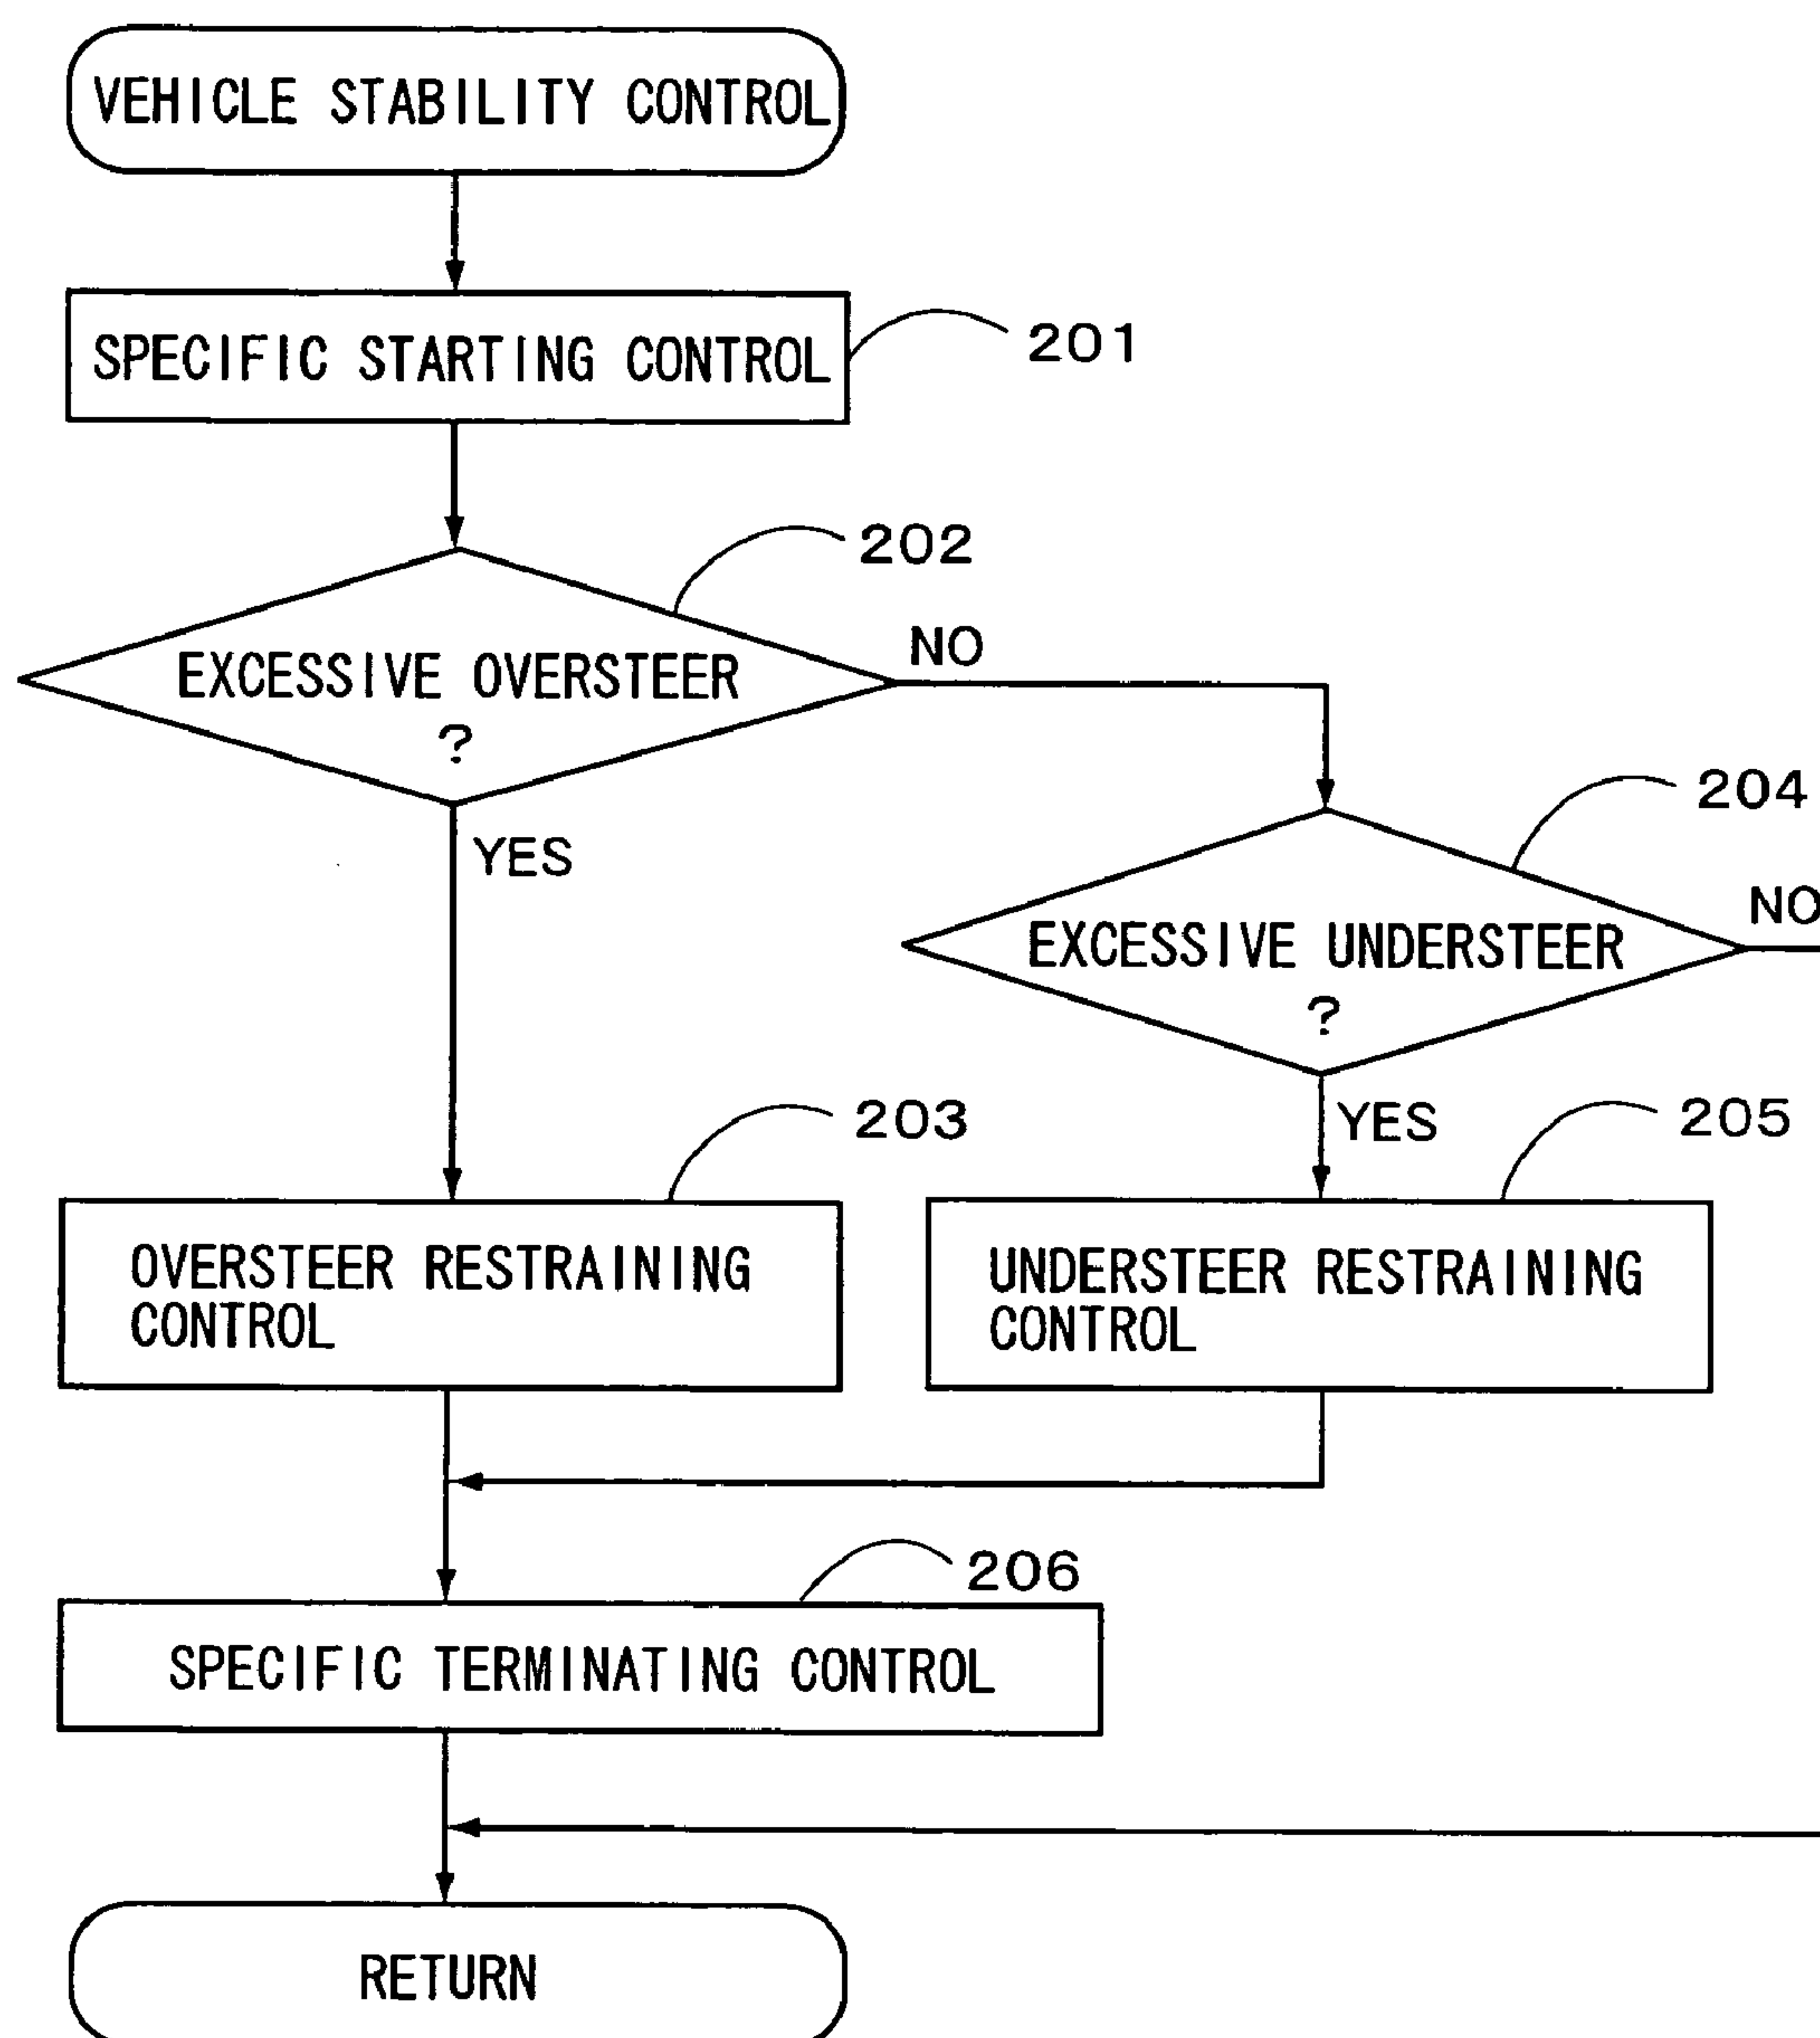 VEHICLE STABILITY CONTROL
SPECIFIC STARTING CONTROL
201
202
EXCESSIVE OVERSTEER
?
NO
YES
204
EXCESSIVE UNDERSTEER
?
NO
YES
203
205
OVERSTEER RESTRAINING
CONTROL
UNDERSTEER RESTRAINING
CONTROL
206
SPECIFIC TERMINATING CONTROL
RETURN